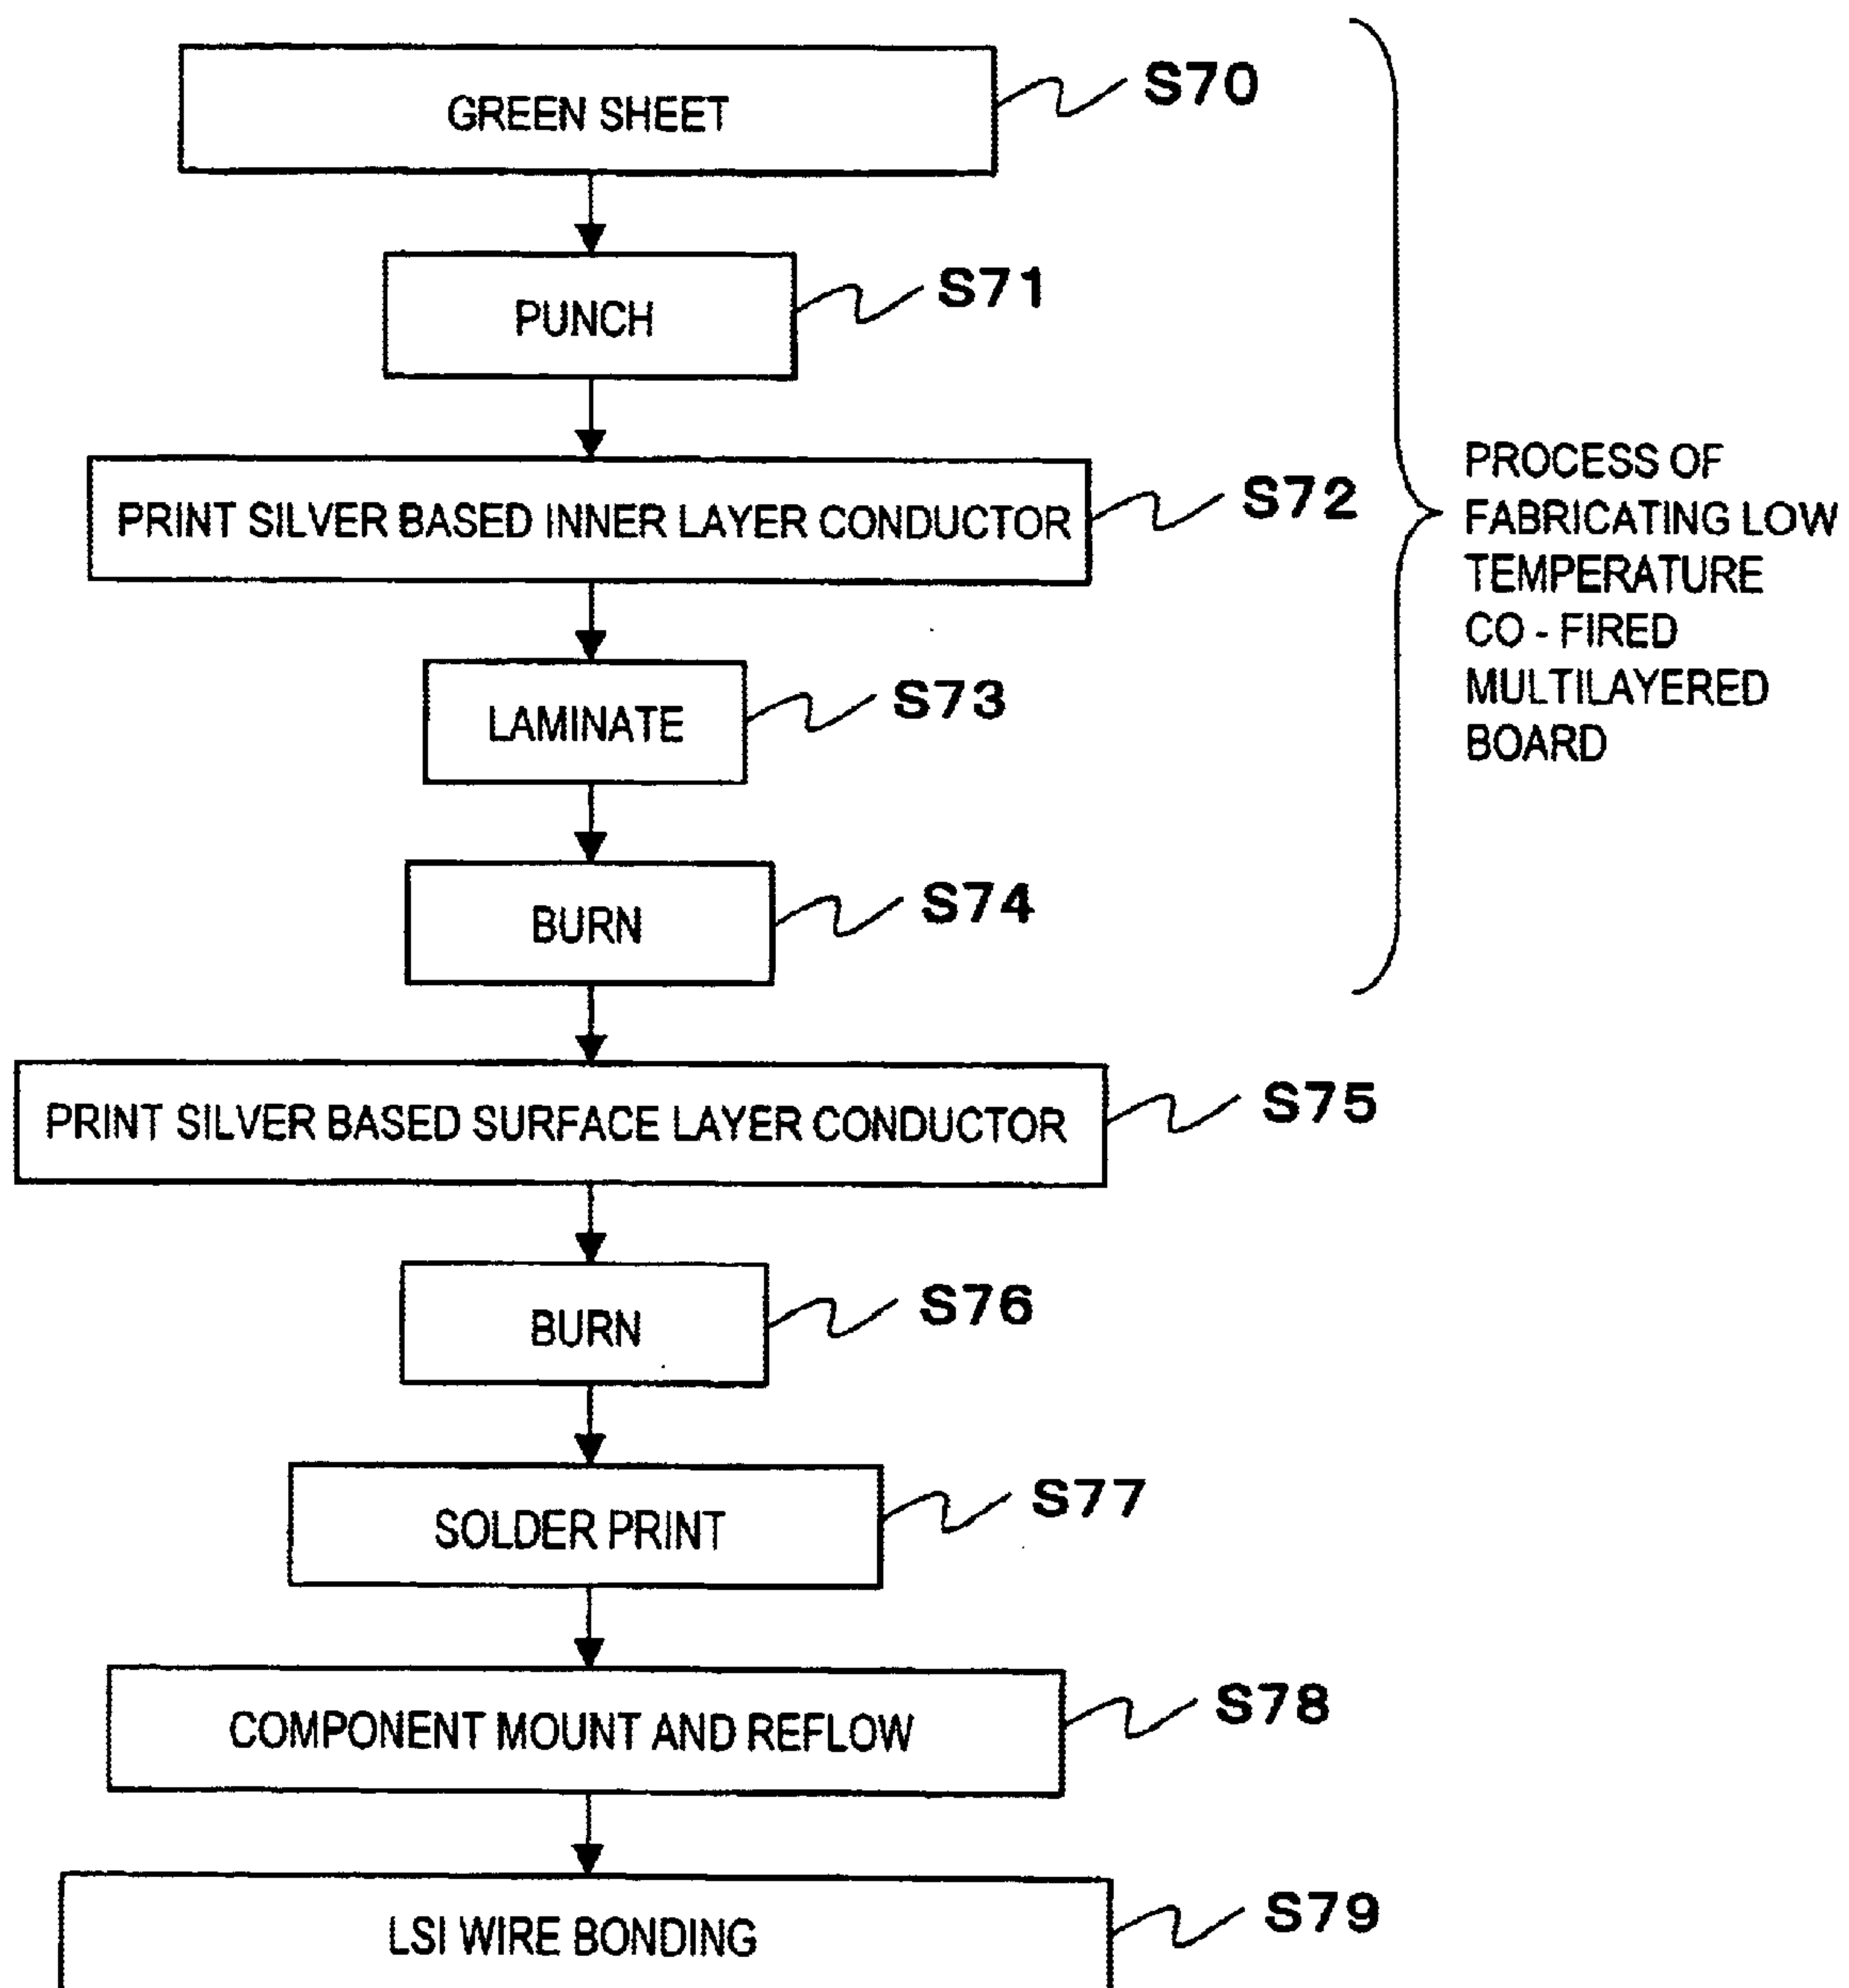 GREEN SHEET
S70
PUNCH
S71
PRINT SILVER BASED INNER LAYER CONDUCTOR
S72
LAMINATE
S73
BURN
S74
PROCESS OF
FABRICATING LOW
TEMPERATURE
CO - FIRED
MULTILAYERED
BOARD
PRINT SILVER BASED SURFACE LAYER CONDUCTOR
S75
BURN
S76
SOLDER PRINT
S77
COMPONENT MOUNT AND REFLOW
S78
LSI WIRE BONDING
S79